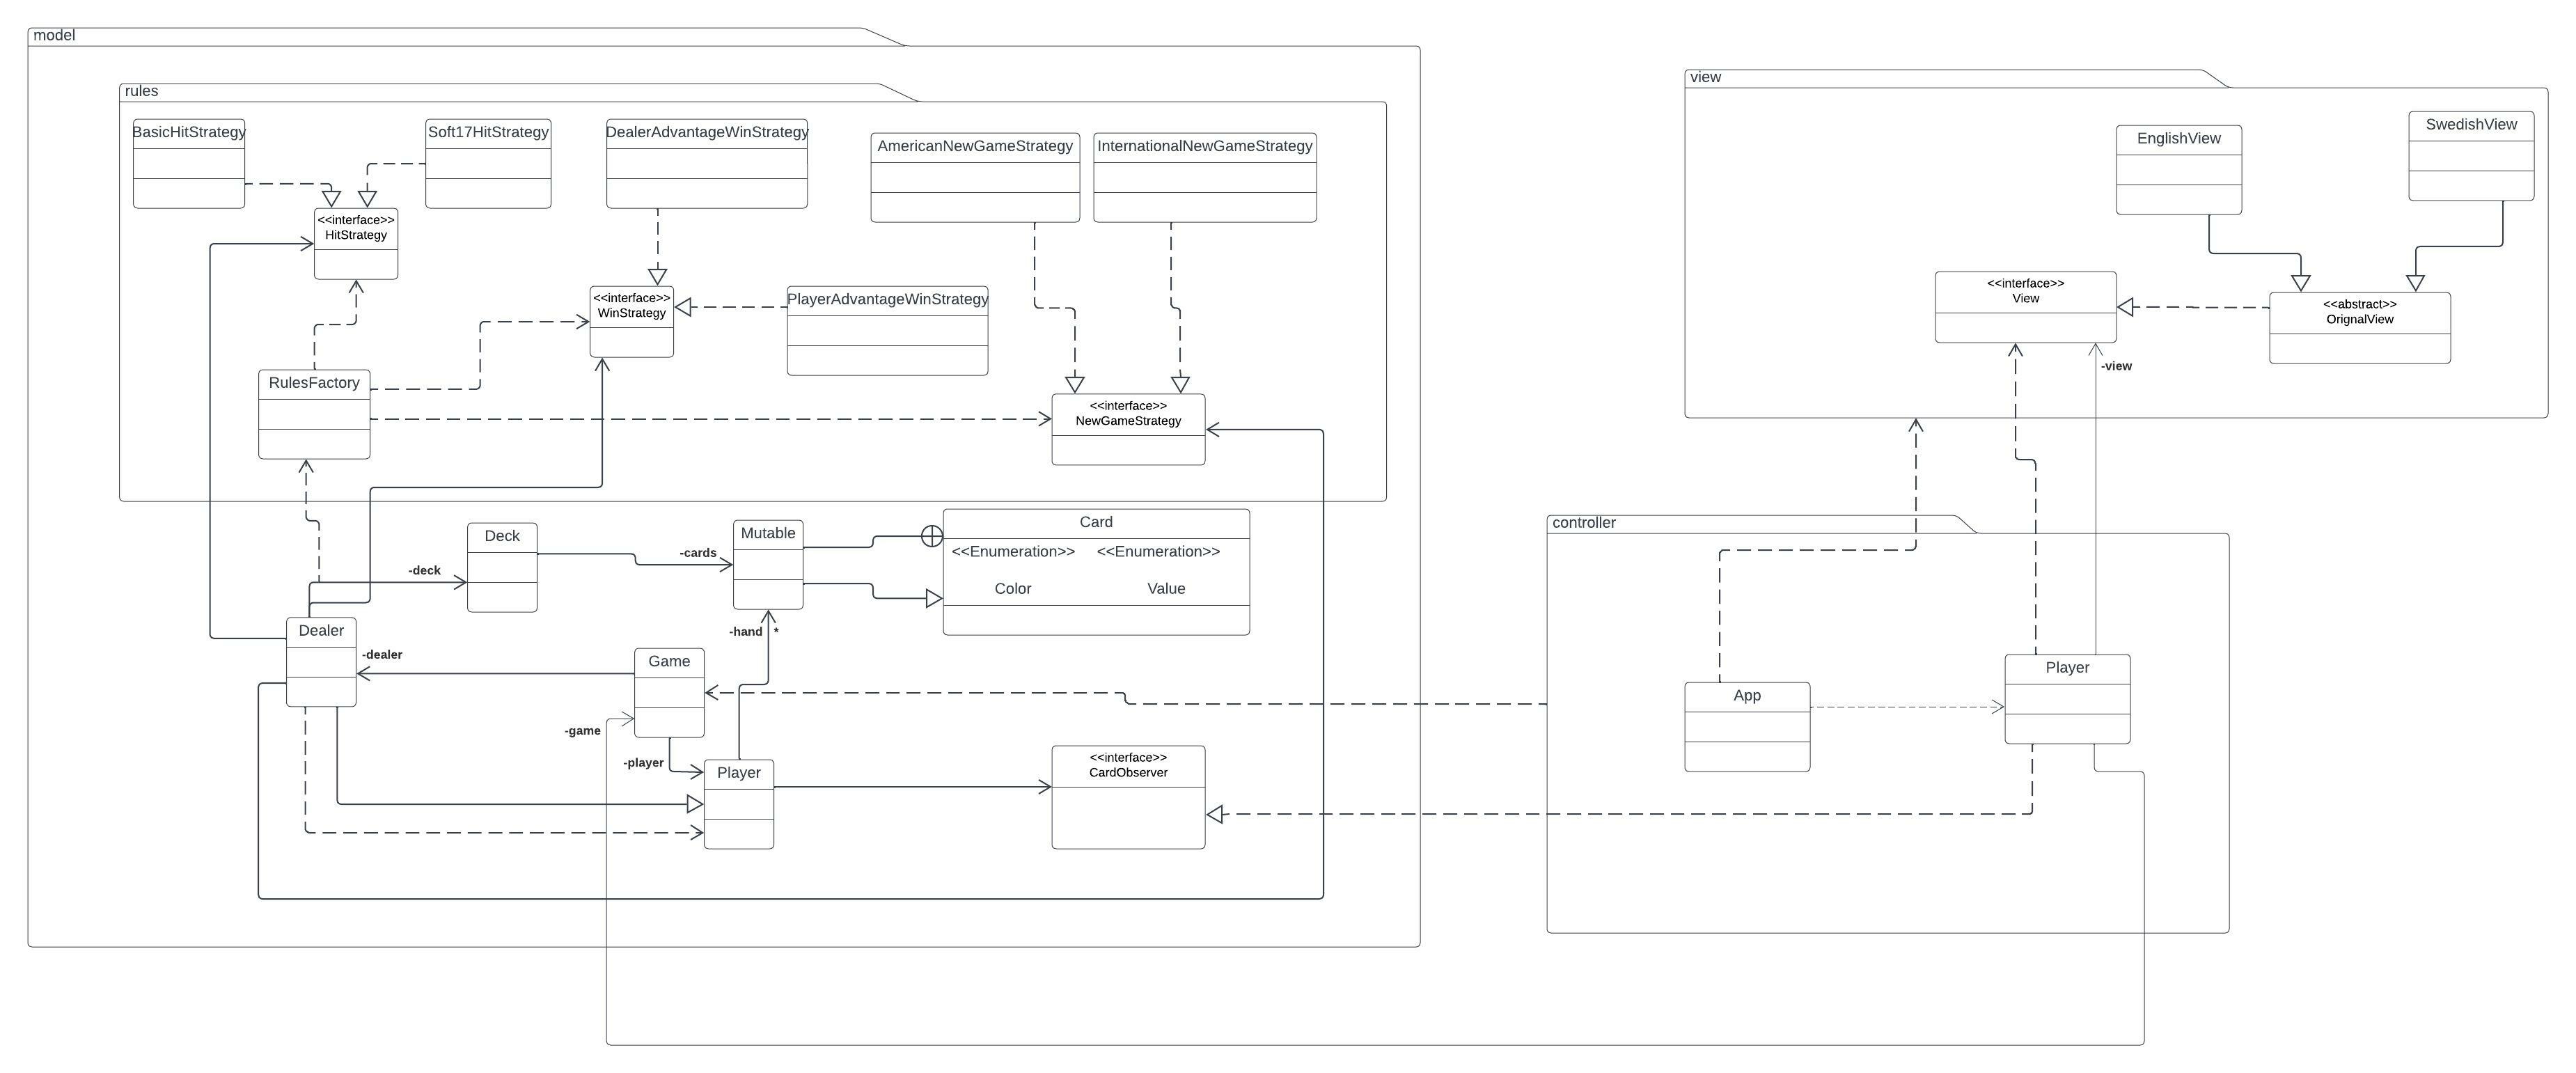 model
view
rules
BasicHitStrategy
Soft17HitStrategy
DealerAdvantageWinStrategy
AmericanNewGameStrategy
InternationalNewGameStrategy
EnglishView
SwedishView
<<interface>>
HitStrategy
<<interface>>
WinStrategy
PlayerAdvantageWinStrategy
<<interface>>
View
<<abstract>>
OrignalView
-view
RulesFactory
<<interface>>
NewGameStrategy
controller
Deck
Mutable
Card
<<Enumeration>>
<<Enumeration>>
Color
Value
-cards
-deck
Dealer
-hand
*
-dealer
Game
Player
App
-game
-player
Player
<<interface>>
CardObserver